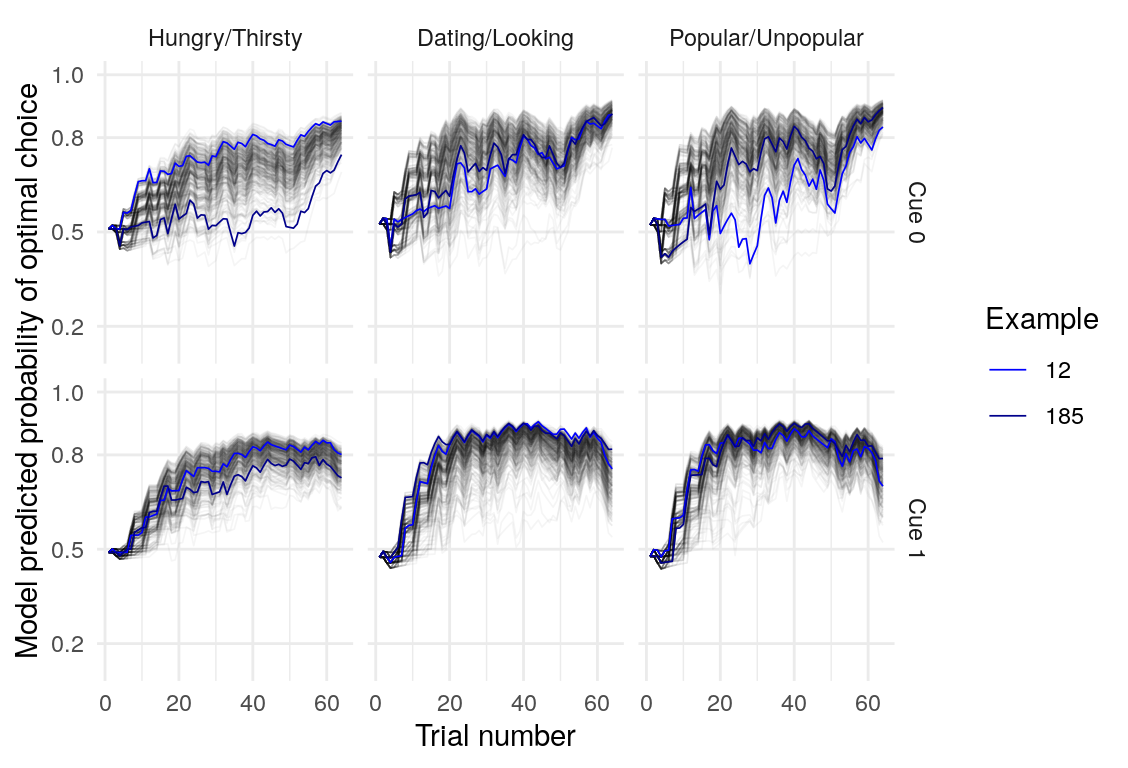 Hungry/Thirsty
Dating/Looking
Popular/Unpopular
Model predicted probability of optimal choice
1.0
0.8
0.5
0.2
Cue 0
1.0
0.8
0.5
0.2
Cue 1
0 20 40 60
0 20 40 60
0 20 40 60
Trial number
Example
12
185